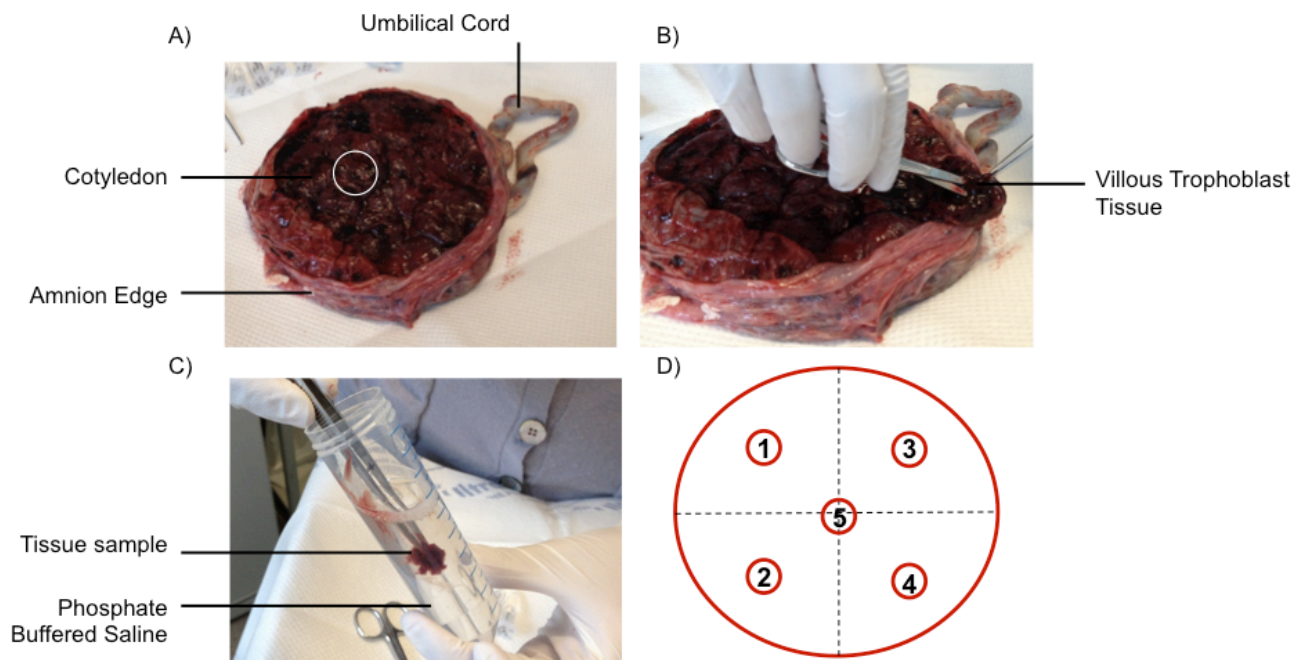 A)
Umbilical Cord
B)
Cotyledon
Villous Trophoblast
Tissue
Amnion Edge
C)
D)
1
3
5
2
4
Tissue sample
Phosphate
Buffered Saline